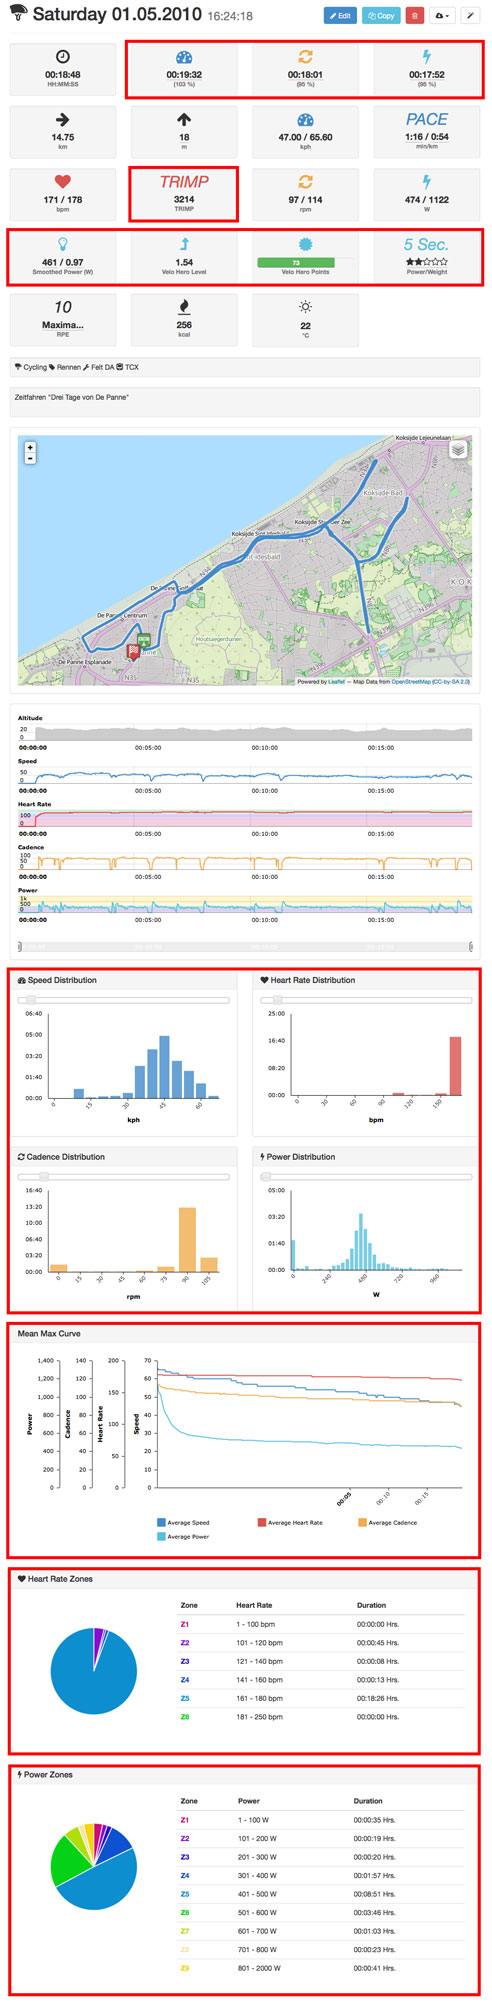 Saturday 01.05.2010 16:24:18
Edit Copy
00:18:48 00:19:32 00:18:01 00:17:52
HH:MM:SS (103 %) (95 %) (95 %)
14.75 18 47.00 / 65.60 PACE 1:16 / 0:54
km m kph min/km
171 / 178 TRIMP 3214 97 / 114 474 / 1122
bpm TRIMP rpm W
461 / 0.97 1.54 73 5 Sec.
Smoothed Power (W) Velo Hero Level Velo Hero Points Power/Weight
10 Maxima... 256 22
RPE kcal °C
Cycling Rennen Felt DA TCX
Zeitfahren "Drei Tage von De Panne"
+
-
Koksijde Lejeunelaan
Koksijde-Bad
De Panne Centrum
De Panne Esplanade
Houtsaegerduinen
N35 N35
Powered by Leaflet — Map Data from OpenStreetMap (CC-by-SA 2.0)
Altitude
20
0
00:00:00 00:05:00 00:10:00 00:15:00
Speed
50
0
00:00:00 00:05:00 00:10:00 00:15:00
Heart Rate
100
0
00:00:00 00:05:00 00:10:00 00:15:00
Cadence
100
50
0
00:00:00 00:05:00 00:10:00 00:15:00
Power
1k
500
0
00:00:00 00:05:00 00:10:00 00:15:00
Speed Distribution
06:40
05:00
03:20
01:40
00:00
0 15 30 45 60
kph
Heart Rate Distribution
25:00
16:40
08:20
00:00
0 30 60 90 120 150
bpm
Cadence Distribution
16:40
13:20
10:00
06:40
03:20
00:00
0 15 30 45 60 75 90 105
rpm
Power Distribution
05:00
03:20
01:40
00:00
0 240 480 720 960
W
Mean Max Curve
1,400 140 200 70
1,200 120 60
1,000 100 150 50
800 80 40
600 60 100 30
400 40 50 20
200 20 10
0 0 0 0
Power Cadence Heart Rate Speed
00:05 00:10 00:15
Average Speed Average Heart Rate Average Cadence
Average Power
Heart Rate Zones
Zone Heart Rate Duration
Z1 1 - 100 bpm 00:00:00 Hrs.
Z2 101 - 120 bpm 00:00:45 Hrs.
Z3 121 - 140 bpm 00:00:08 Hrs.
Z4 141 - 160 bpm 00:00:13 Hrs.
Z5 161 - 180 bpm 00:18:26 Hrs.
Z6 181 - 250 bpm 00:00:00 Hrs.
Power Zones
Zone Power Duration
Z1 1 - 100 W 00:00:35 Hrs.
Z2 101 - 200 W 00:00:19 Hrs.
Z3 201 - 300 W 00:00:20 Hrs.
Z4 301 - 400 W 00:01:57 Hrs.
Z5 401 - 500 W 00:08:51 Hrs.
Z6 501 - 600 W 00:03:46 Hrs.
Z7 601 - 700 W 00:01:03 Hrs.
Z8 701 - 800 W 00:00:23 Hrs.
Z9 801 - 2000 W 00:00:41 Hrs.